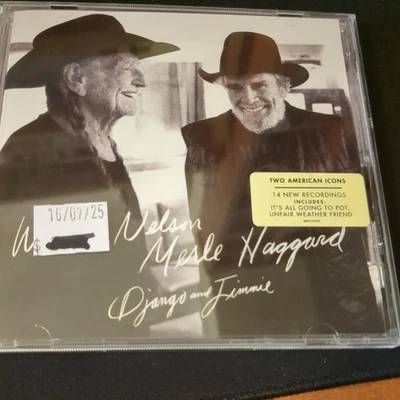 TWO AMERICAN ICONS
14 NEW RECORDINGS
INCLUDES:
IT'S ALL GOING TO POT,
UNFAIR WEATHER FRIEND
16/07/25
$
Nelson
Merle Haggard
Django and Jimmie